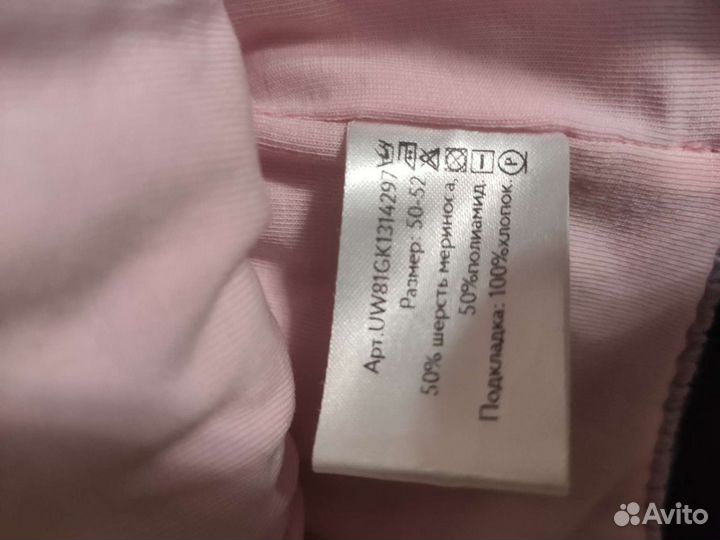 Арт.UW81GK1314297
Размер: 50-52
50% шерсть мериноса,
50%полиамид.
Подкладка: 100%хлопок.
P
Avito